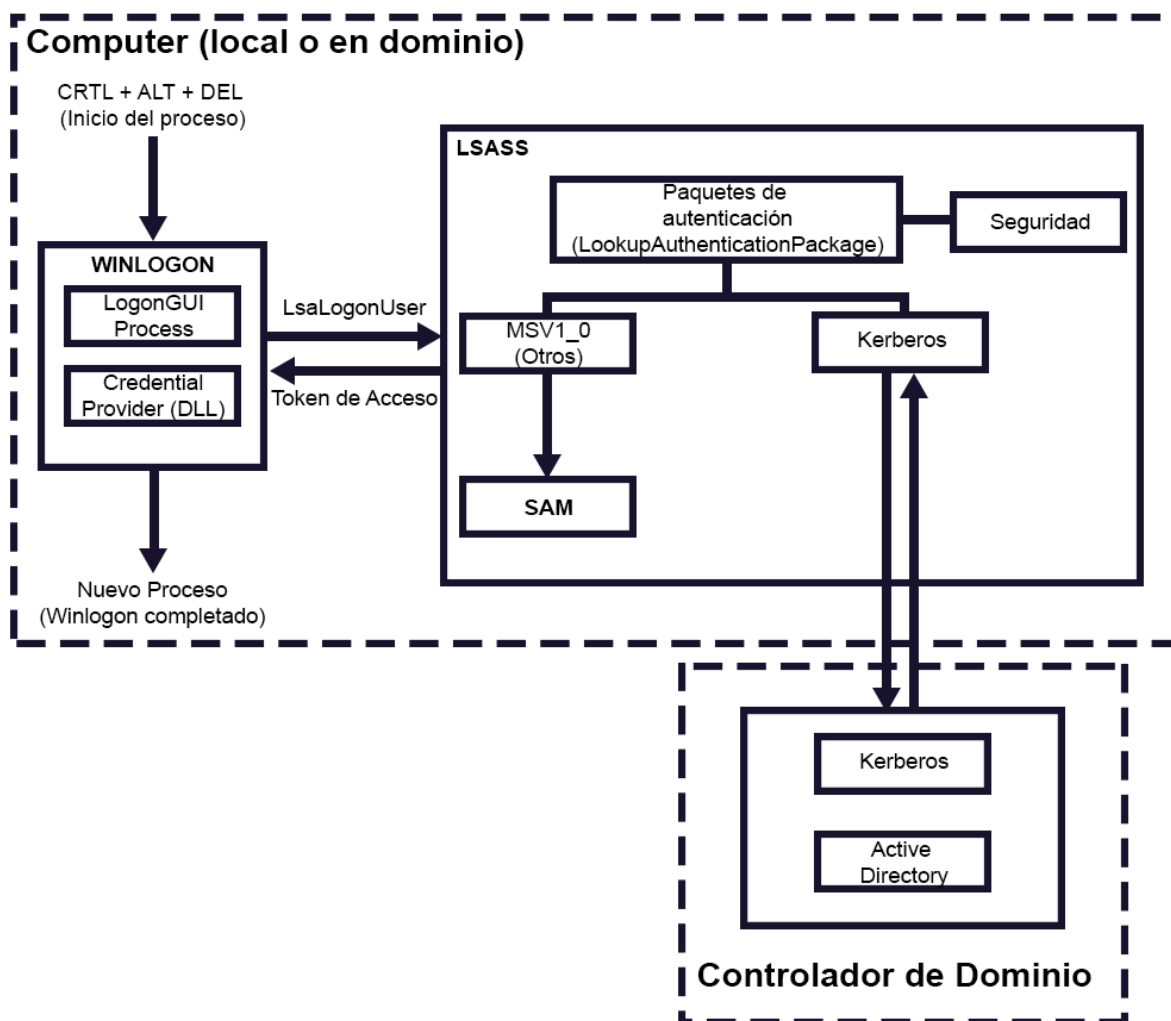 Computer (local o en dominio)
CRTL + ALT + DEL
(Inicio del proceso)
WINLOGON
LogonGUI
Process
Credential
Provider (DLL)
LsaLogonUser
Token de Acceso
Nuevo Proceso
(Winlogon completado)
LSASS
Paquetes de
autenticación
(LookupAuthenticationPackage)
Seguridad
MSV1_0
(Otros)
Kerberos
SAM
Kerberos
Active
Directory
Controlador de Dominio